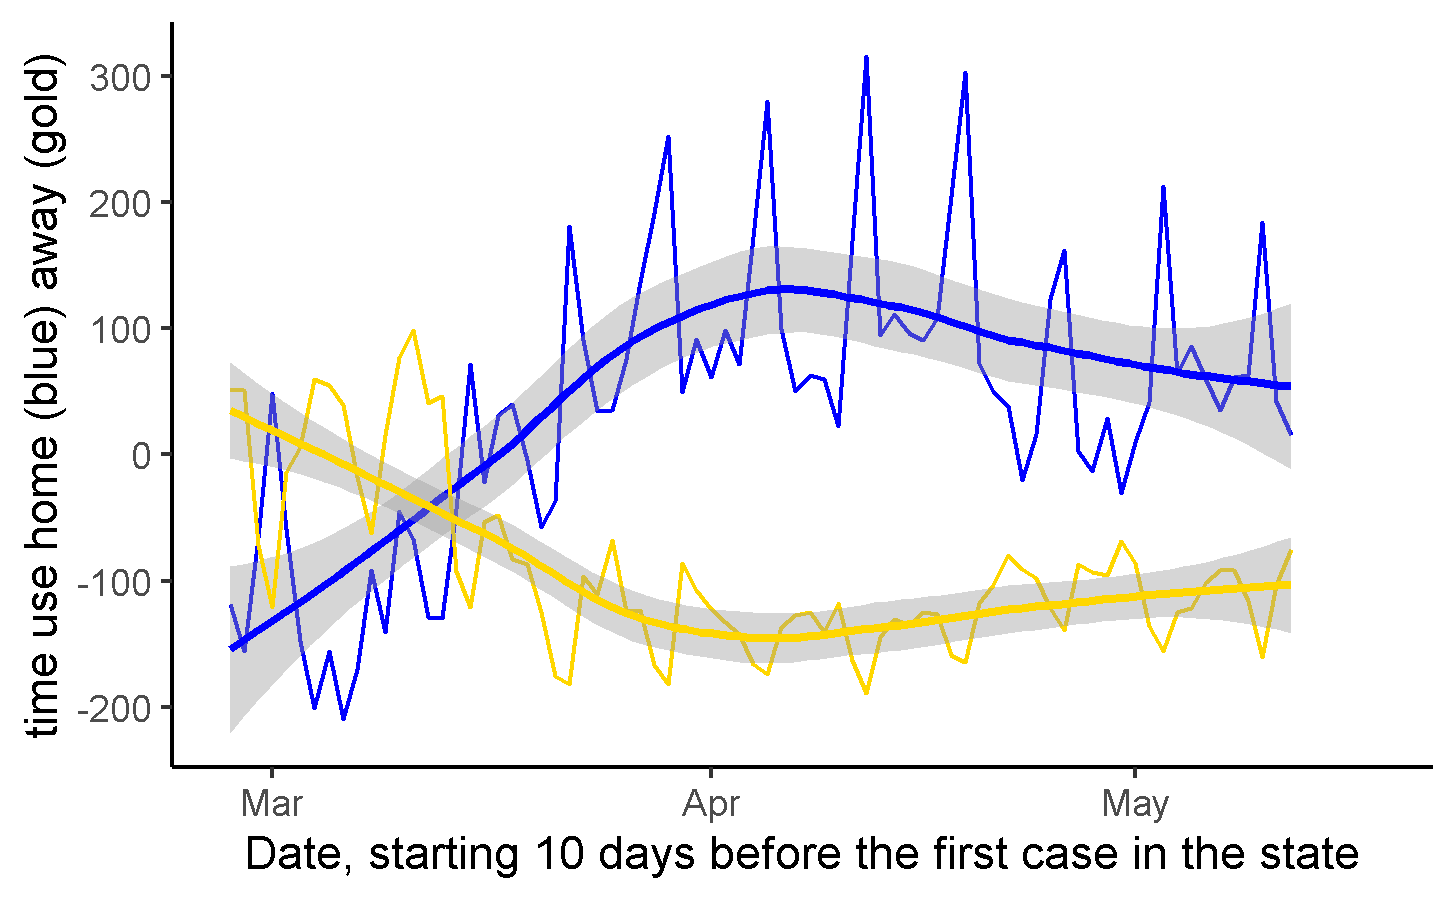 time use home (blue) away (gold)
300
200
100
0
-100
-200
Mar
Apr
May
Date, starting 10 days before the first case in the state